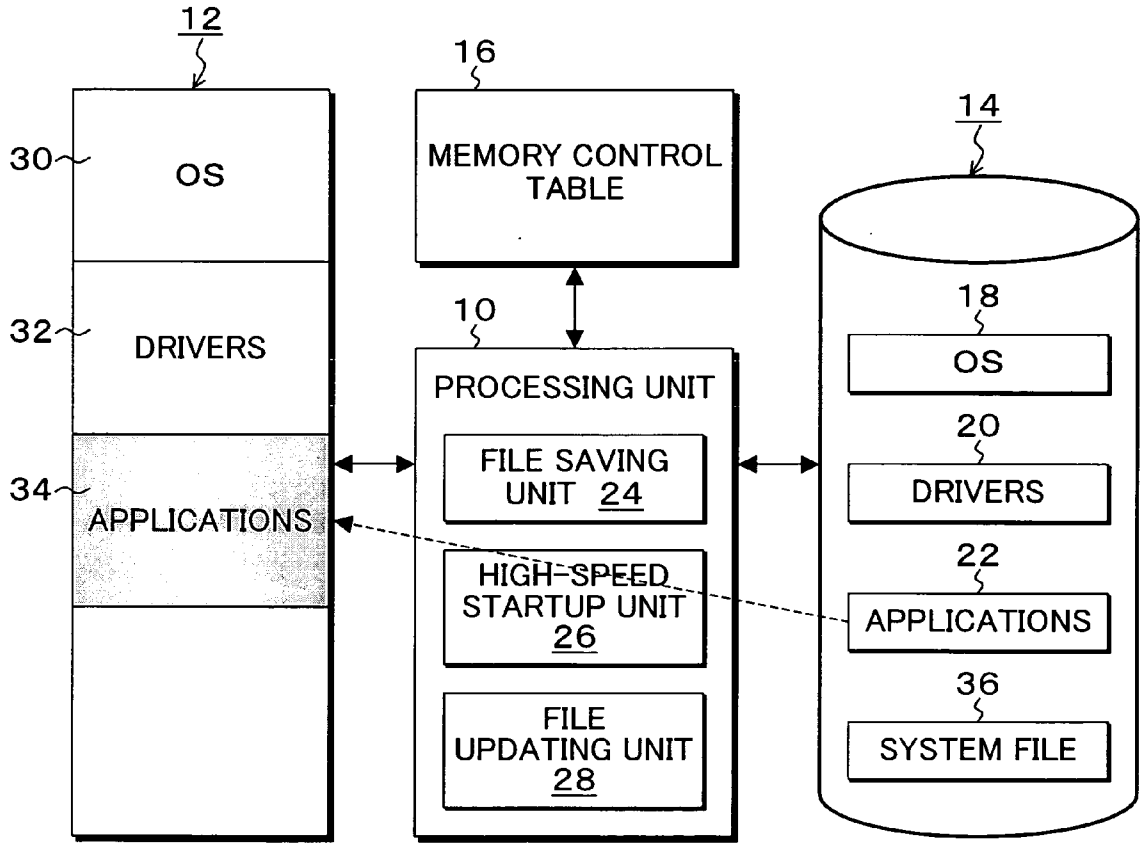 12
30
OS
32
DRIVERS
34
APPLICATIONS
16
MEMORY CONTROL
TABLE
10
PROCESSING UNIT
FILE SAVING
UNIT 24
HIGH-SPEED
STARTUP UNIT
26
FILE
UPDATING UNIT
28
14
18
OS
20
DRIVERS
22
APPLICATIONS
36
SYSTEM FILE